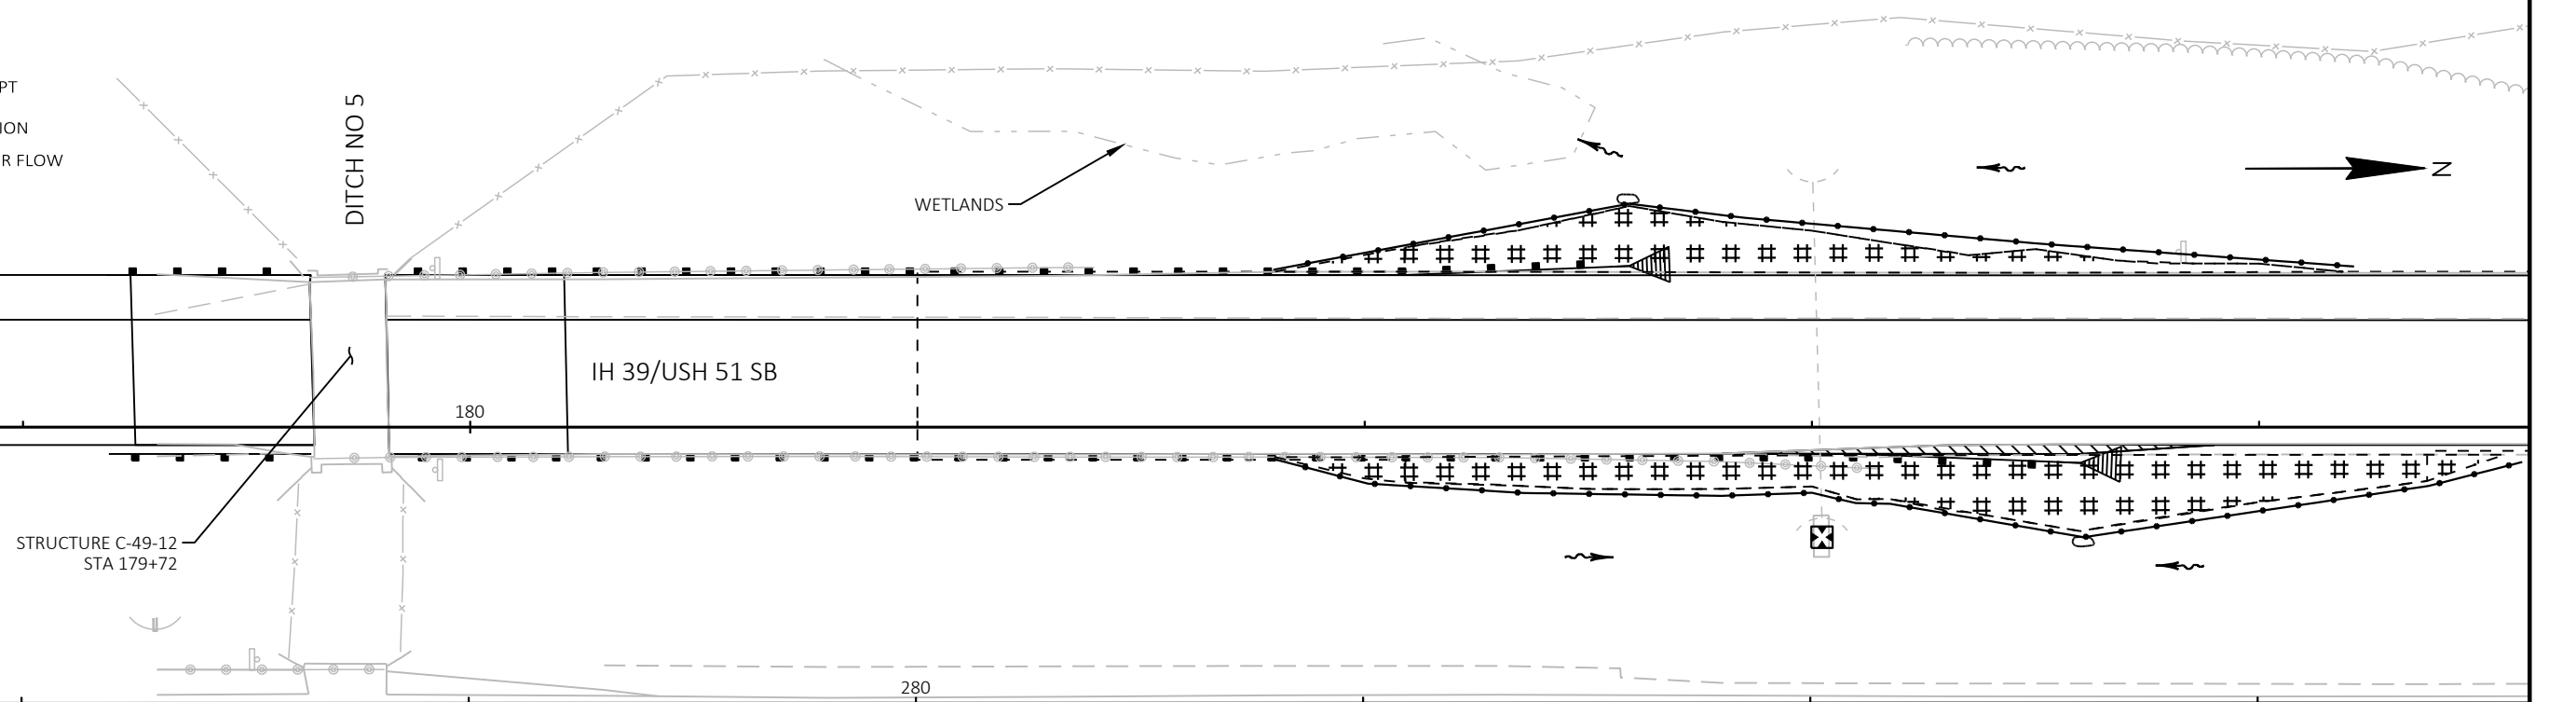 PT
ION
R FLOW
DITCH NO 5
WETLANDS
N
IH 39/USH 51 SB
180
STRUCTURE C-49-12
STA 179+72
280